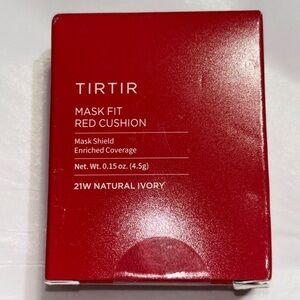 TIRTIR
MASK FIT
RED CUSHION
Mask Shield
Enriched Coverage
Net. Wt. 0.15 oz. (4.5g)
21W NATURAL IVORY